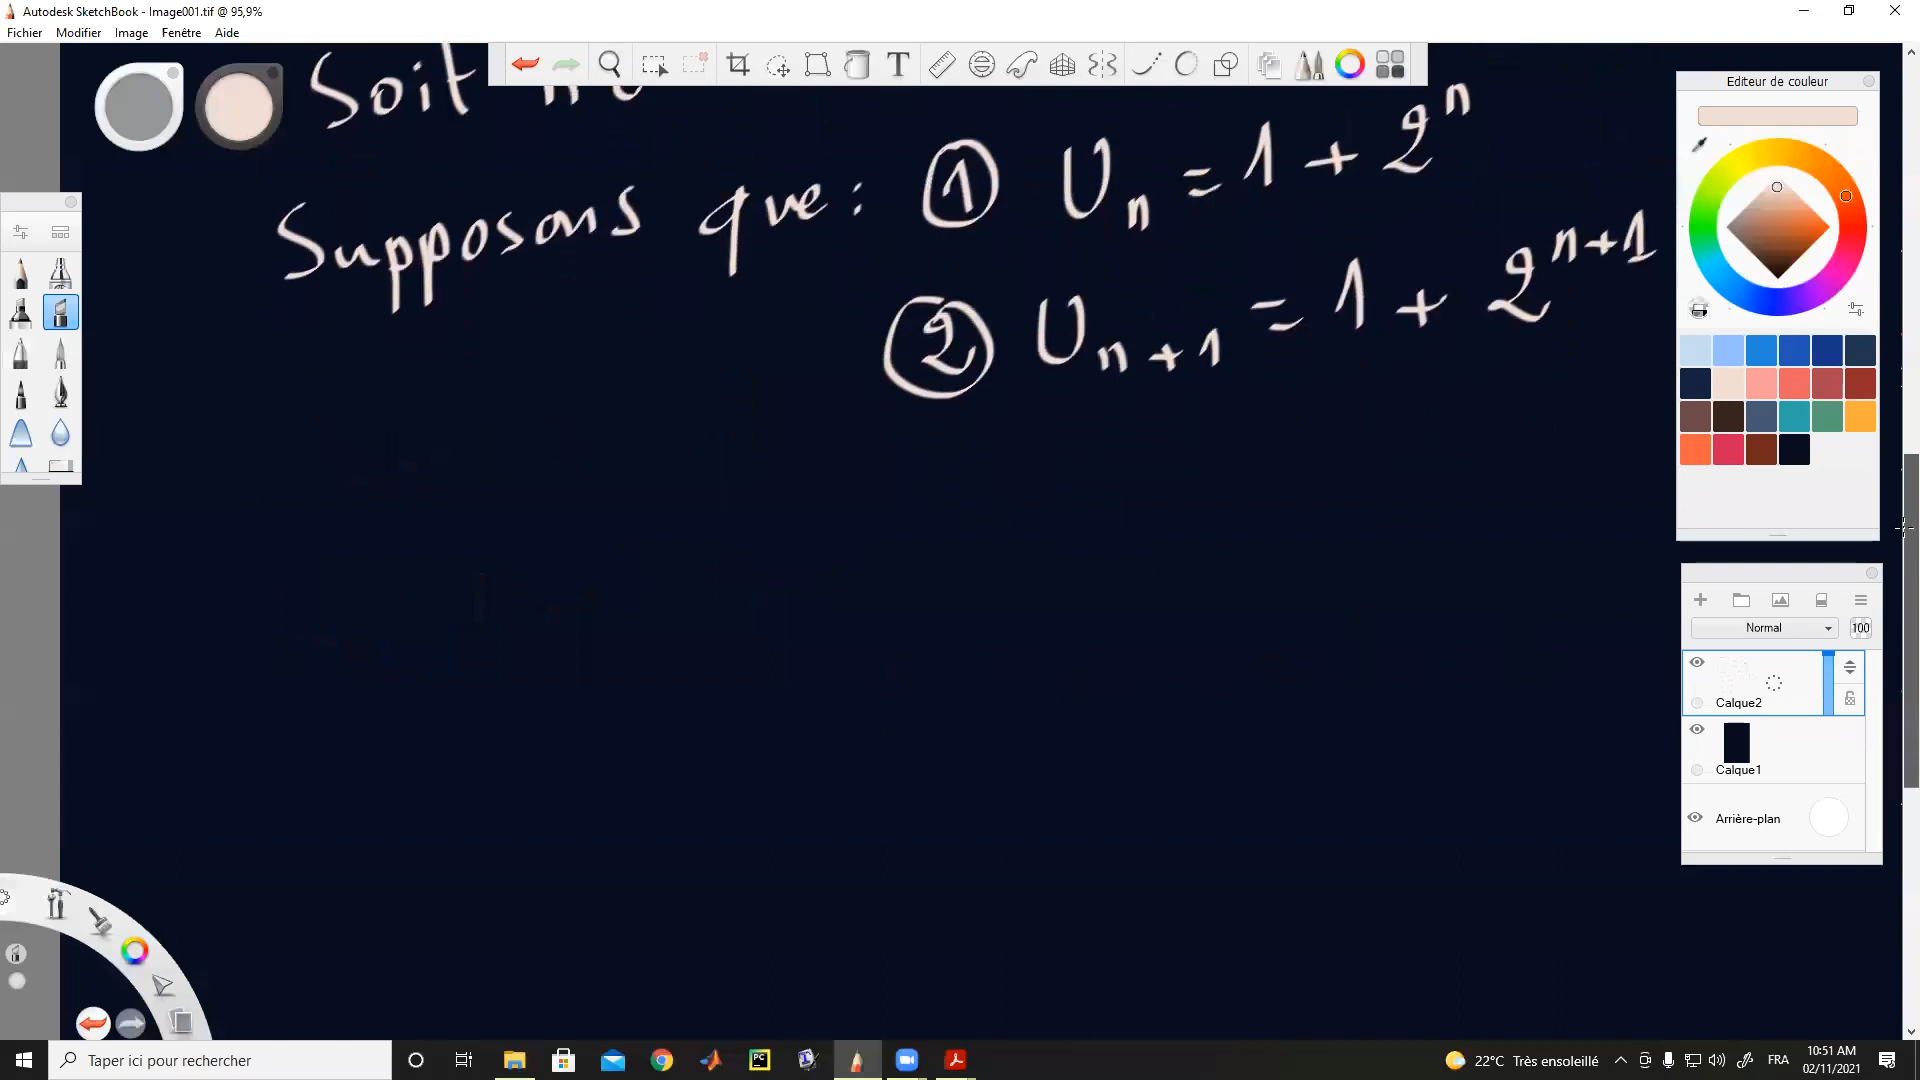 Autodesk SketchBook - Image001.tif @ 95,9%
Fichier Modifier Image Fenêtre Aide
Soit
Supposons que : ① Uₙ = 1 + 2ⁿ
② Uₙ₊₁ = 1 + 2ⁿ⁺¹
Editeur de couleur
Normal 100
Calque2
Calque1
Arrière-plan
Taper ici pour rechercher
PC
22°C Très ensoleillé
FRA
10:51 AM
02/11/2021